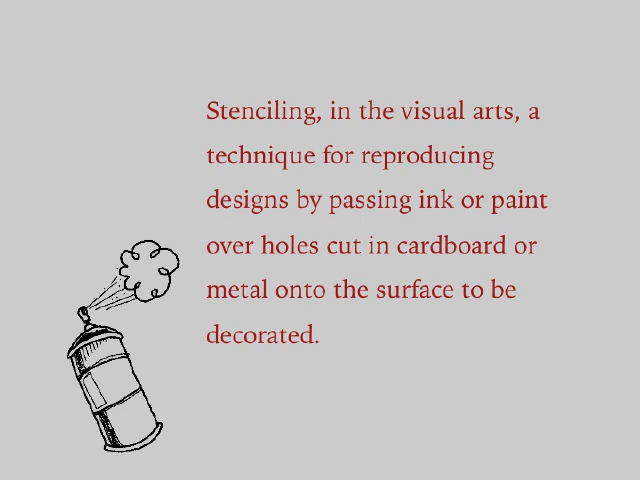 Stenciling, in the visual arts, a
technique for reproducing
designs by passing ink or paint
over holes cut in cardboard or
metal onto the surface to be
decorated.